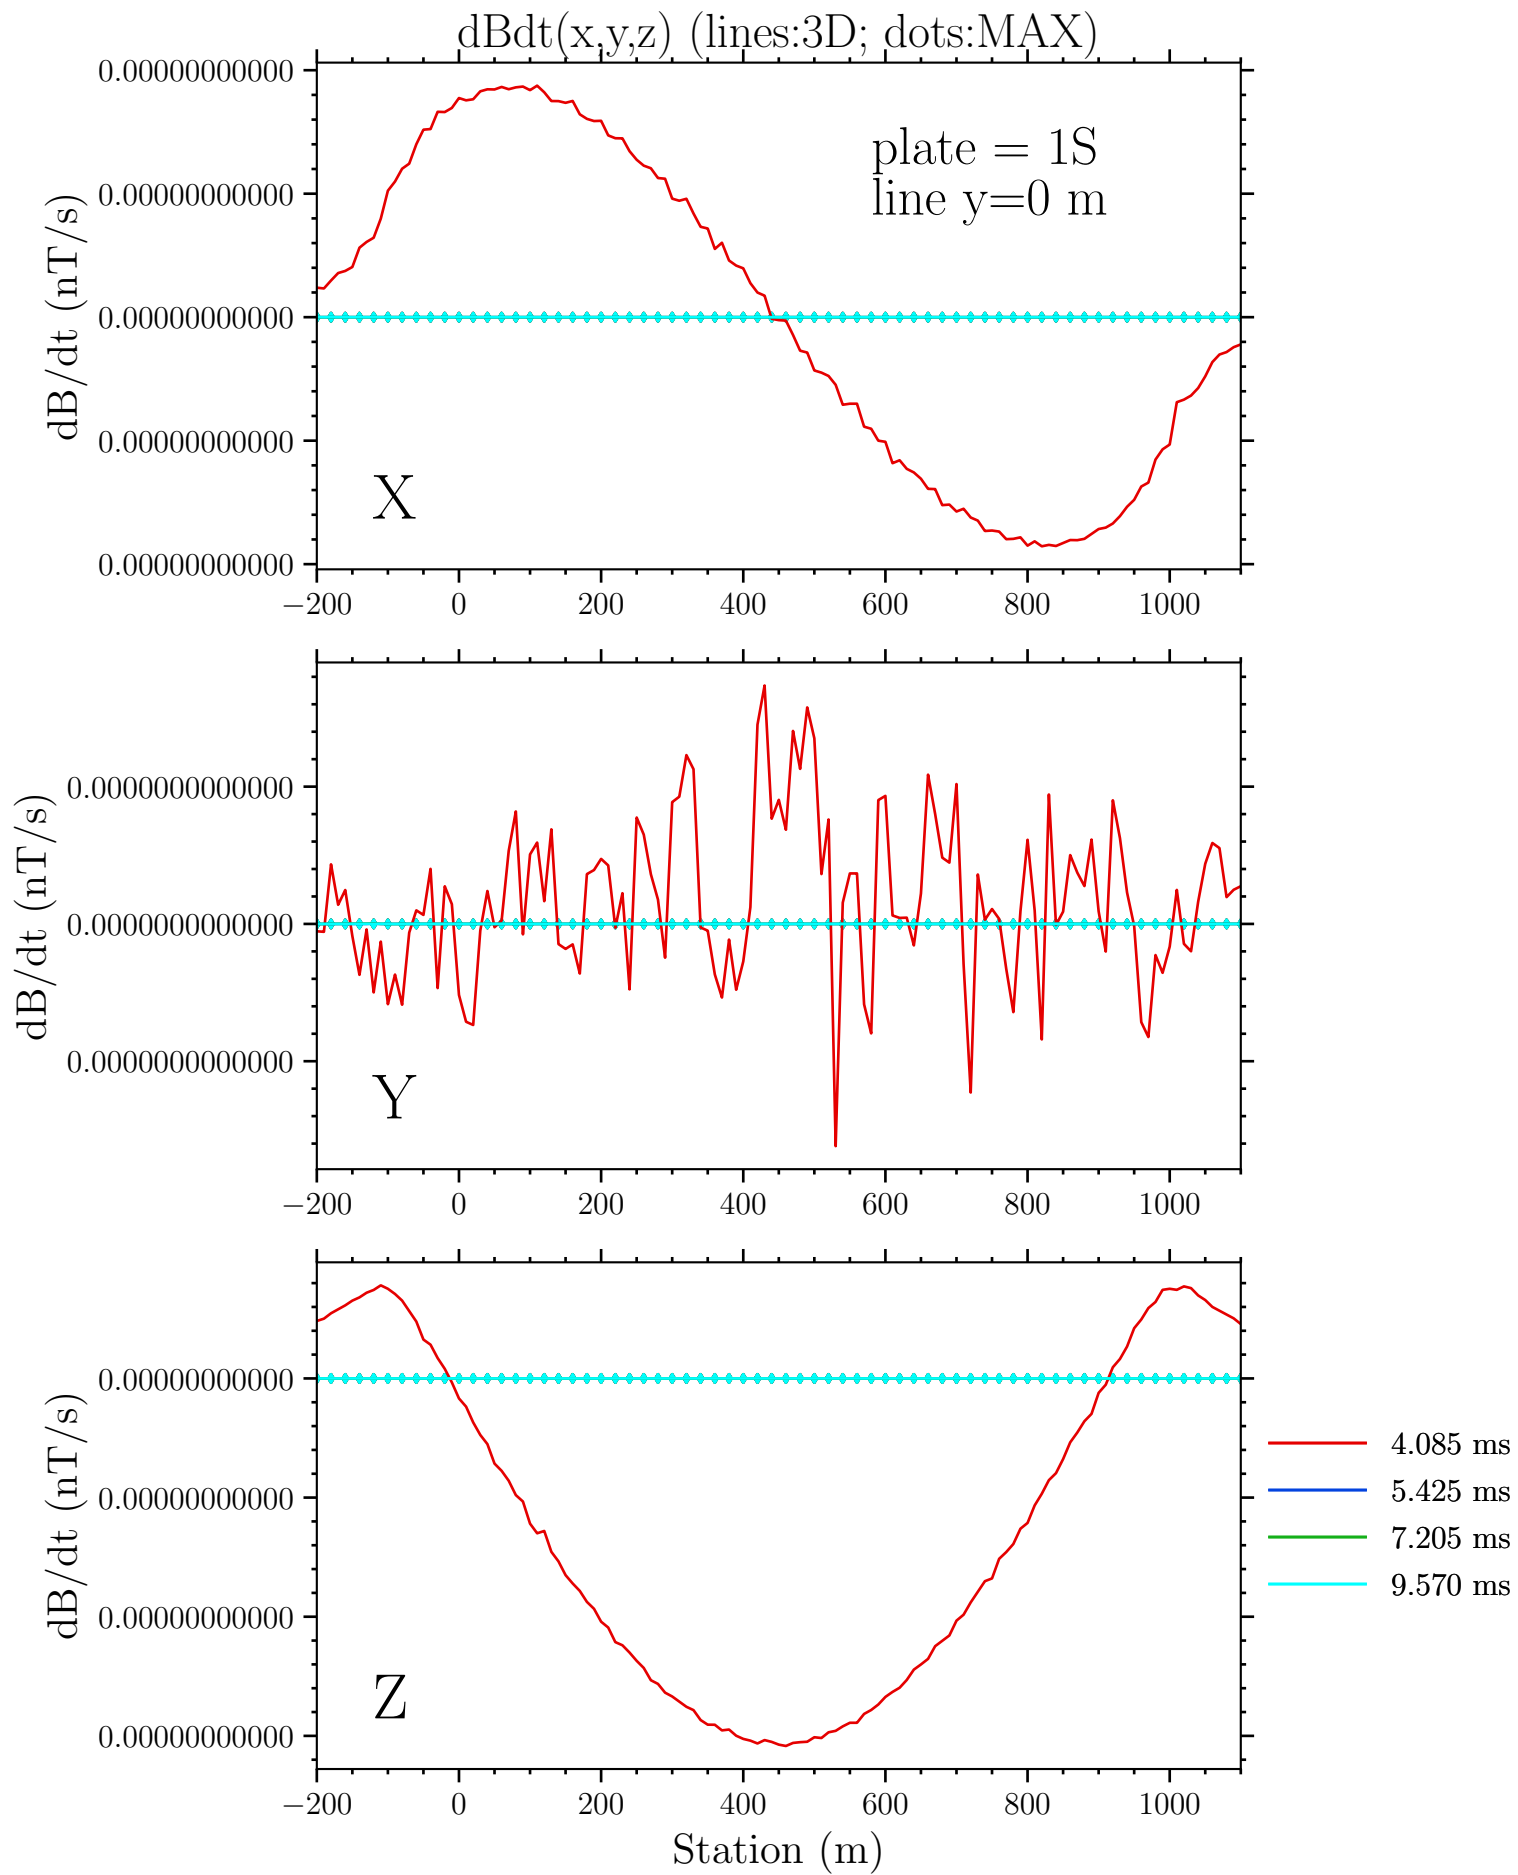 dBdt(x,y,z) (lines:3D; dots:MAX)
0.00000000000
plate = 1S
line y=0 m
0.00000000000
dB/dt (nT/s)
0.00000000000
0.00000000000
X
0.00000000000
−200 0 200 400 600 800 1000
0.0000000000000
dB/dt (nT/s)
0.0000000000000
0.0000000000000
Y
−200 0 200 400 600 800 1000
0.00000000000
dB/dt (nT/s)
0.00000000000
0.00000000000
Z
0.00000000000
−200 0 200 400 600 800 1000
Station (m)
4.085 ms
5.425 ms
7.205 ms
9.570 ms